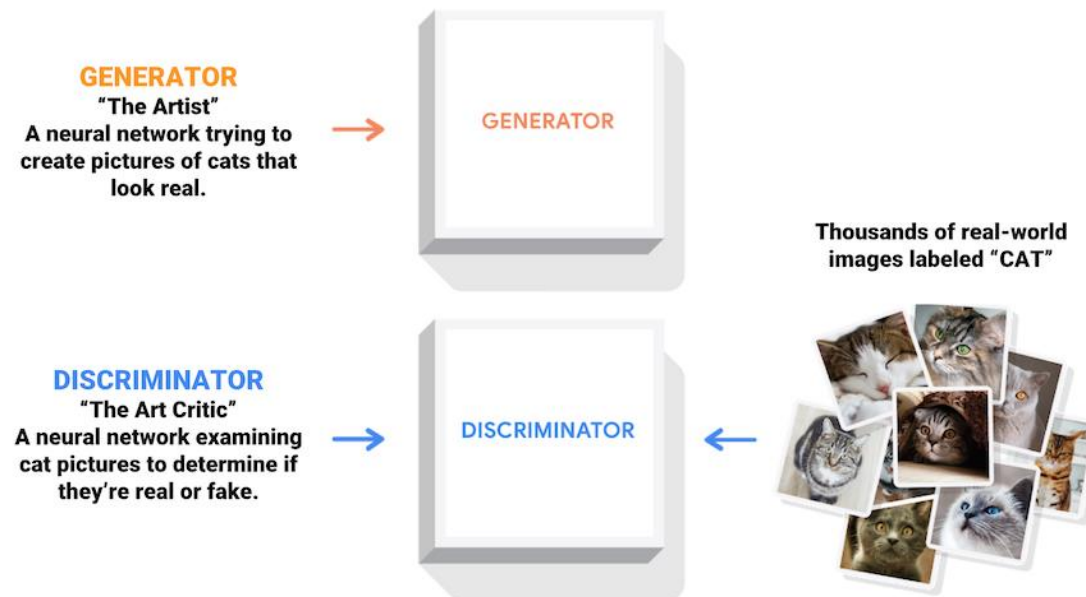 GENERATOR
“The Artist”
A neural network trying to
create pictures of cats that
look real.
GENERATOR
Thousands of real-world
images labeled “CAT”
DISCRIMINATOR
“The Art Critic”
A neural network examining
cat pictures to determine if
they’re real or fake.
DISCRIMINATOR